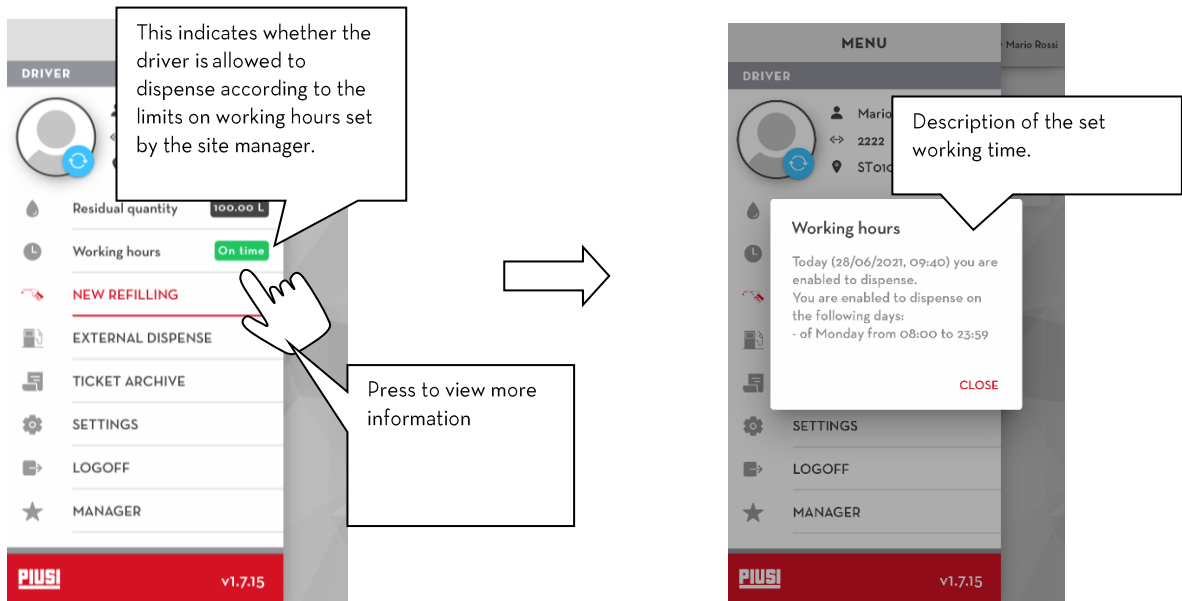 This indicates whether the
driver is allowed to
dispense according to the
limits on working hours set
by the site manager.
DRIVER
Residual quantity 100.00 L
Working hours On time
NEW REFILLING
EXTERNAL DISPENSE
TICKET ARCHIVE
SETTINGS
LOGOFF
MANAGER
PIUSI v1.7.15
Press to view more
information
MENU
Mario Rossi
DRIVER
Mario
2222
Description of the set
working time.
Working hours
Today (28/06/2021, 09:40) you are
enabled to dispense.
You are enabled to dispense on
the following days:
- of Monday from 08:00 to 23:59
CLOSE
SETTINGS
LOGOFF
MANAGER
PIUSI v1.7.15